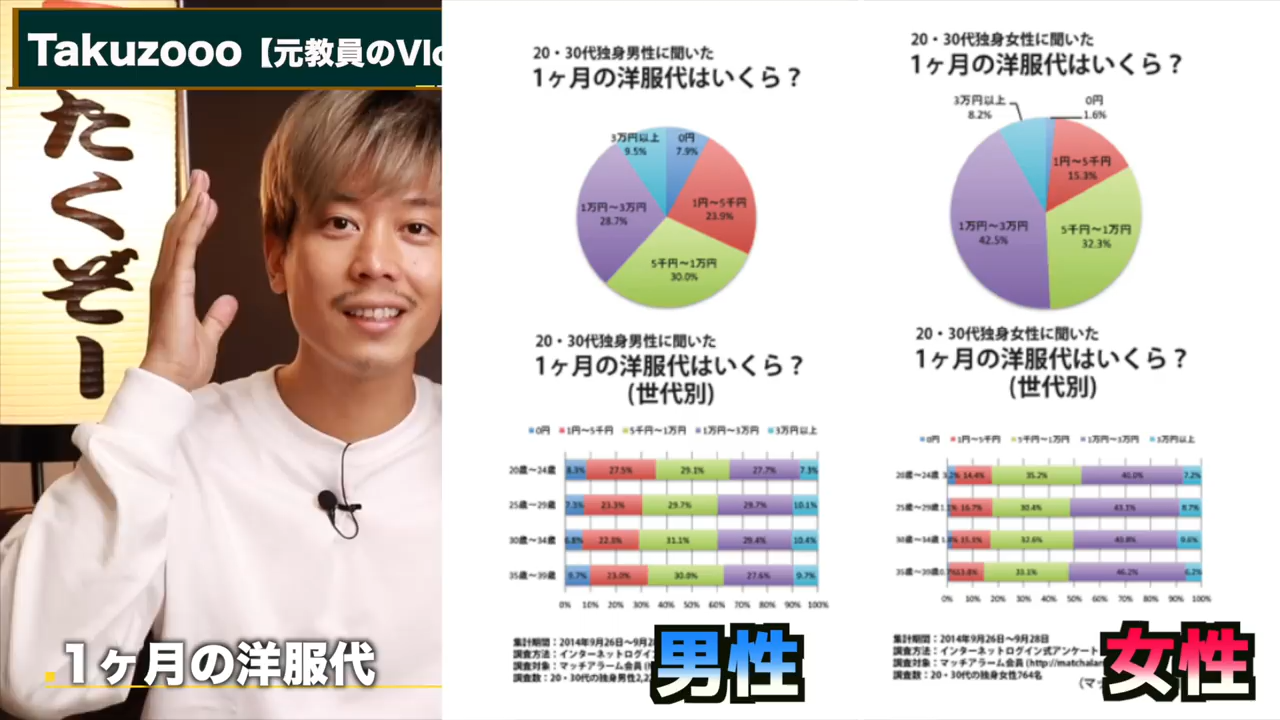 Takuzooo【元教員のVlo
たくぞー
1ヶ月の洋服代
20・30代独身男性に聞いた
1ヶ月の洋服代はいくら？
3万円以上
9.5%
0円
7.9%
1円〜5千円
23.9%
1万円〜3万円
28.7%
5千円〜1万円
30.0%
20・30代独身男性に聞いた
1ヶ月の洋服代はいくら？
(世代別)
0円 1円〜5千円 5千円〜1万円 1万円〜3万円 3万円以上
20歳〜24歳 8.3% 27.5% 29.1% 27.7% 7.3%
25歳〜29歳 7.3% 23.3% 29.7% 29.7% 10.1%
30歳〜34歳 6.8% 22.3% 31.1% 29.4% 10.4%
35歳〜39歳 9.7% 23.0% 30.0% 27.6% 9.7%
0% 10% 20% 30% 40% 50% 60% 70% 80% 90% 100%
集計期間：2014年9月26日〜9月2
調査方法：インターネットログイン
調査対象：マッチアラーム会員
調査数：20・30代の独身男性2,2
男性
20・30代独身女性に聞いた
1ヶ月の洋服代はいくら？
3万円以上
8.2%
0円
1.6%
1円〜5千円
15.3%
1万円〜3万円
42.5%
5千円〜1万円
32.3%
20・30代独身女性に聞いた
1ヶ月の洋服代はいくら？
(世代別)
0円 1円〜5千円 5千円〜1万円 1万円〜3万円 3万円以上
20歳〜24歳 3.2% 14.4% 35.2% 40.0% 7.2%
25歳〜29歳 1.1% 16.7% 30.4% 43.1% 8.7%
30歳〜34歳 15.3% 32.6% 40.8% 9.6%
35歳〜39歳 0.7% 13.8% 33.1% 46.2% 6.2%
0% 10% 20% 30% 40% 50% 60% 70% 80% 90% 100%
集計期間：2014年9月26日〜9月28日
調査方法：インターネットログイン式アンケート
調査対象：マッチアラーム会員 (http://matchalar
調査数：20・30代の独身女性764名
（マッ
女性